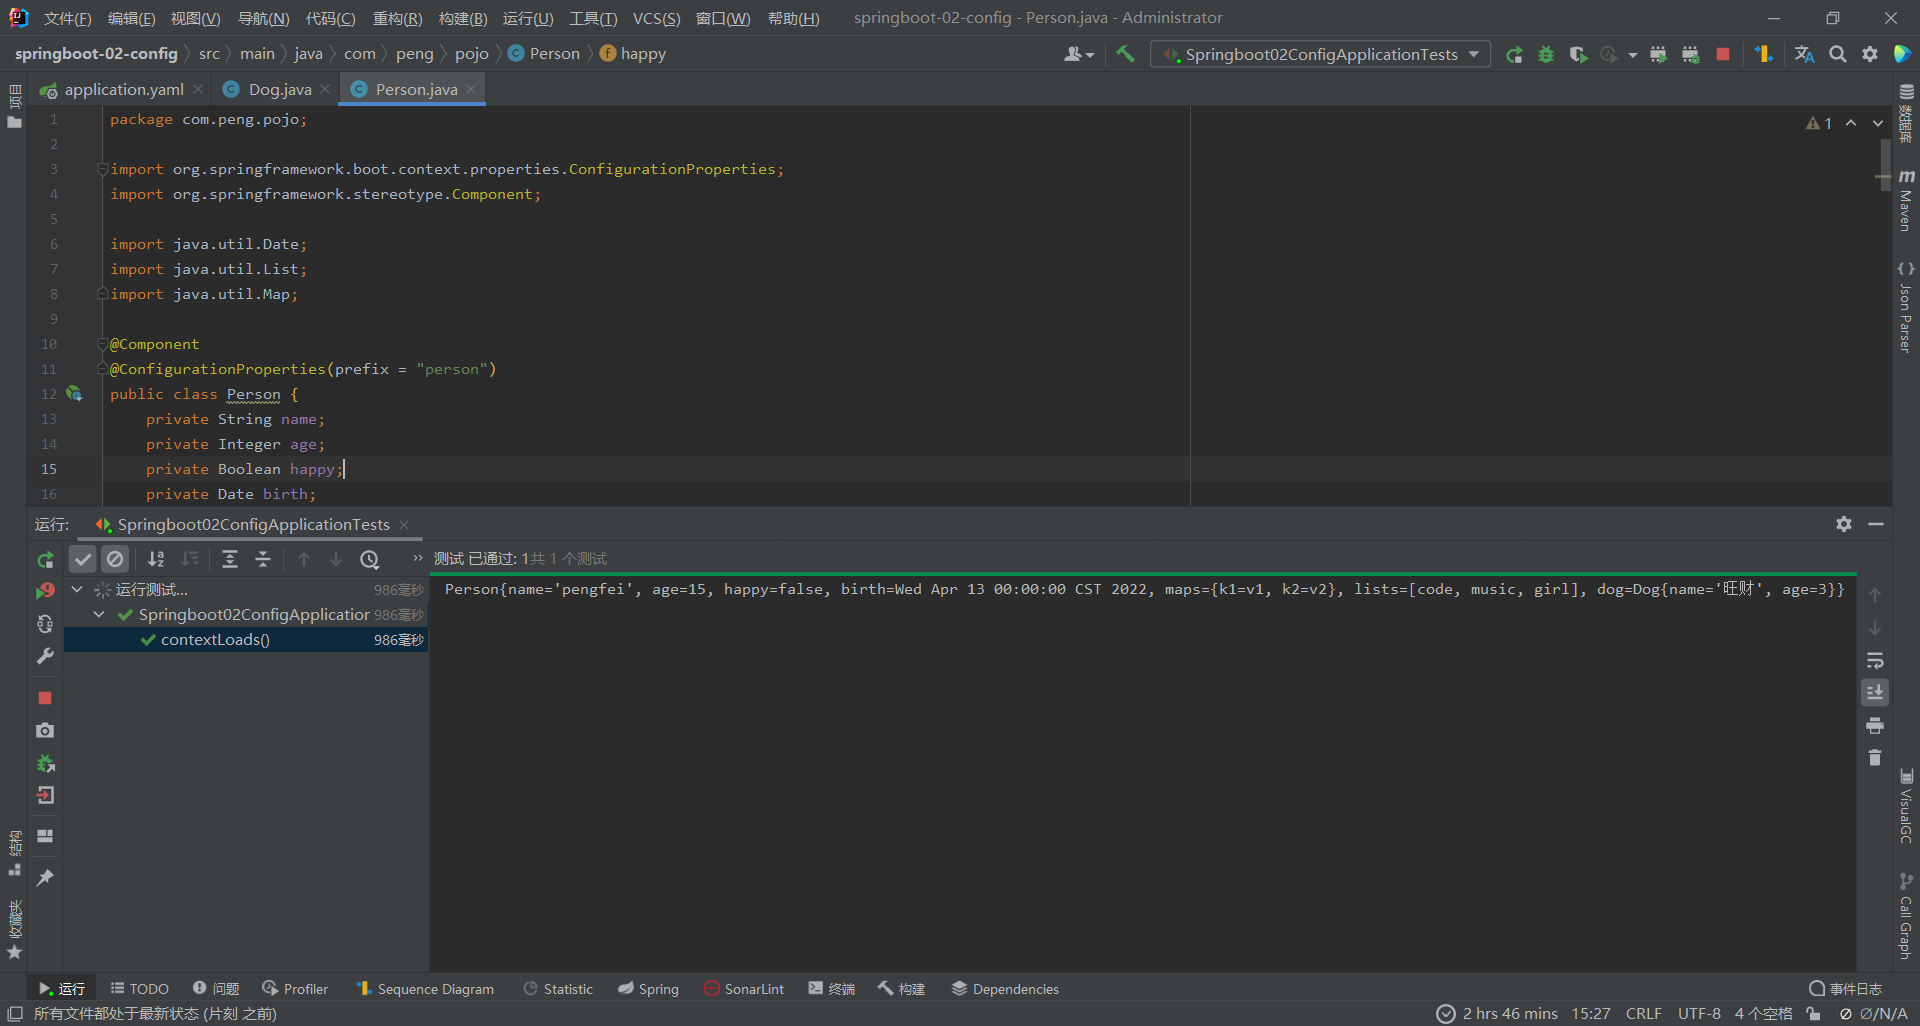 文件(F) 编辑(E) 视图(V) 导航(N) 代码(C) 重构(R) 构建(B) 运行(U) 工具(T) VCS(S) 窗口(W) 帮助(H) springboot-02-config - Person.java - Administrator
springboot-02-config src main java com peng pojo Person happy Springboot02ConfigApplicationTests
application.yaml Dog.java Person.java
项目
1 package com.peng.pojo; 1
2
3 import org.springframework.boot.context.properties.ConfigurationProperties;
4 import org.springframework.stereotype.Component;
5
6 import java.util.Date;
7 import java.util.List;
8 import java.util.Map;
9
10 @Component
11 @ConfigurationProperties(prefix = "person")
12 public class Person {
13 private String name;
14 private Integer age;
15 private Boolean happy;
16 private Date birth;
数据库
Maven
Json Parser
VisualGC
Call Graph
运行: Springboot02ConfigApplicationTests
测试 已通过: 1共 1 个测试
运行测试... 986毫秒
Springboot02ConfigApplication 986毫秒
contextLoads() 986毫秒
Person{name='pengfei', age=15, happy=false, birth=Wed Apr 13 00:00:00 CST 2022, maps={k1=v1, k2=v2}, lists=[code, music, girl], dog=Dog{name='旺财', age=3}}
结构
收藏夹
运行 TODO 问题 Profiler Sequence Diagram Statistic Spring SonarLint 终端 构建 Dependencies 事件日志
所有文件都处于最新状态 (片刻 之前) 2 hrs 46 mins 15:27 CRLF UTF-8 4 个空格 ∅/N/A